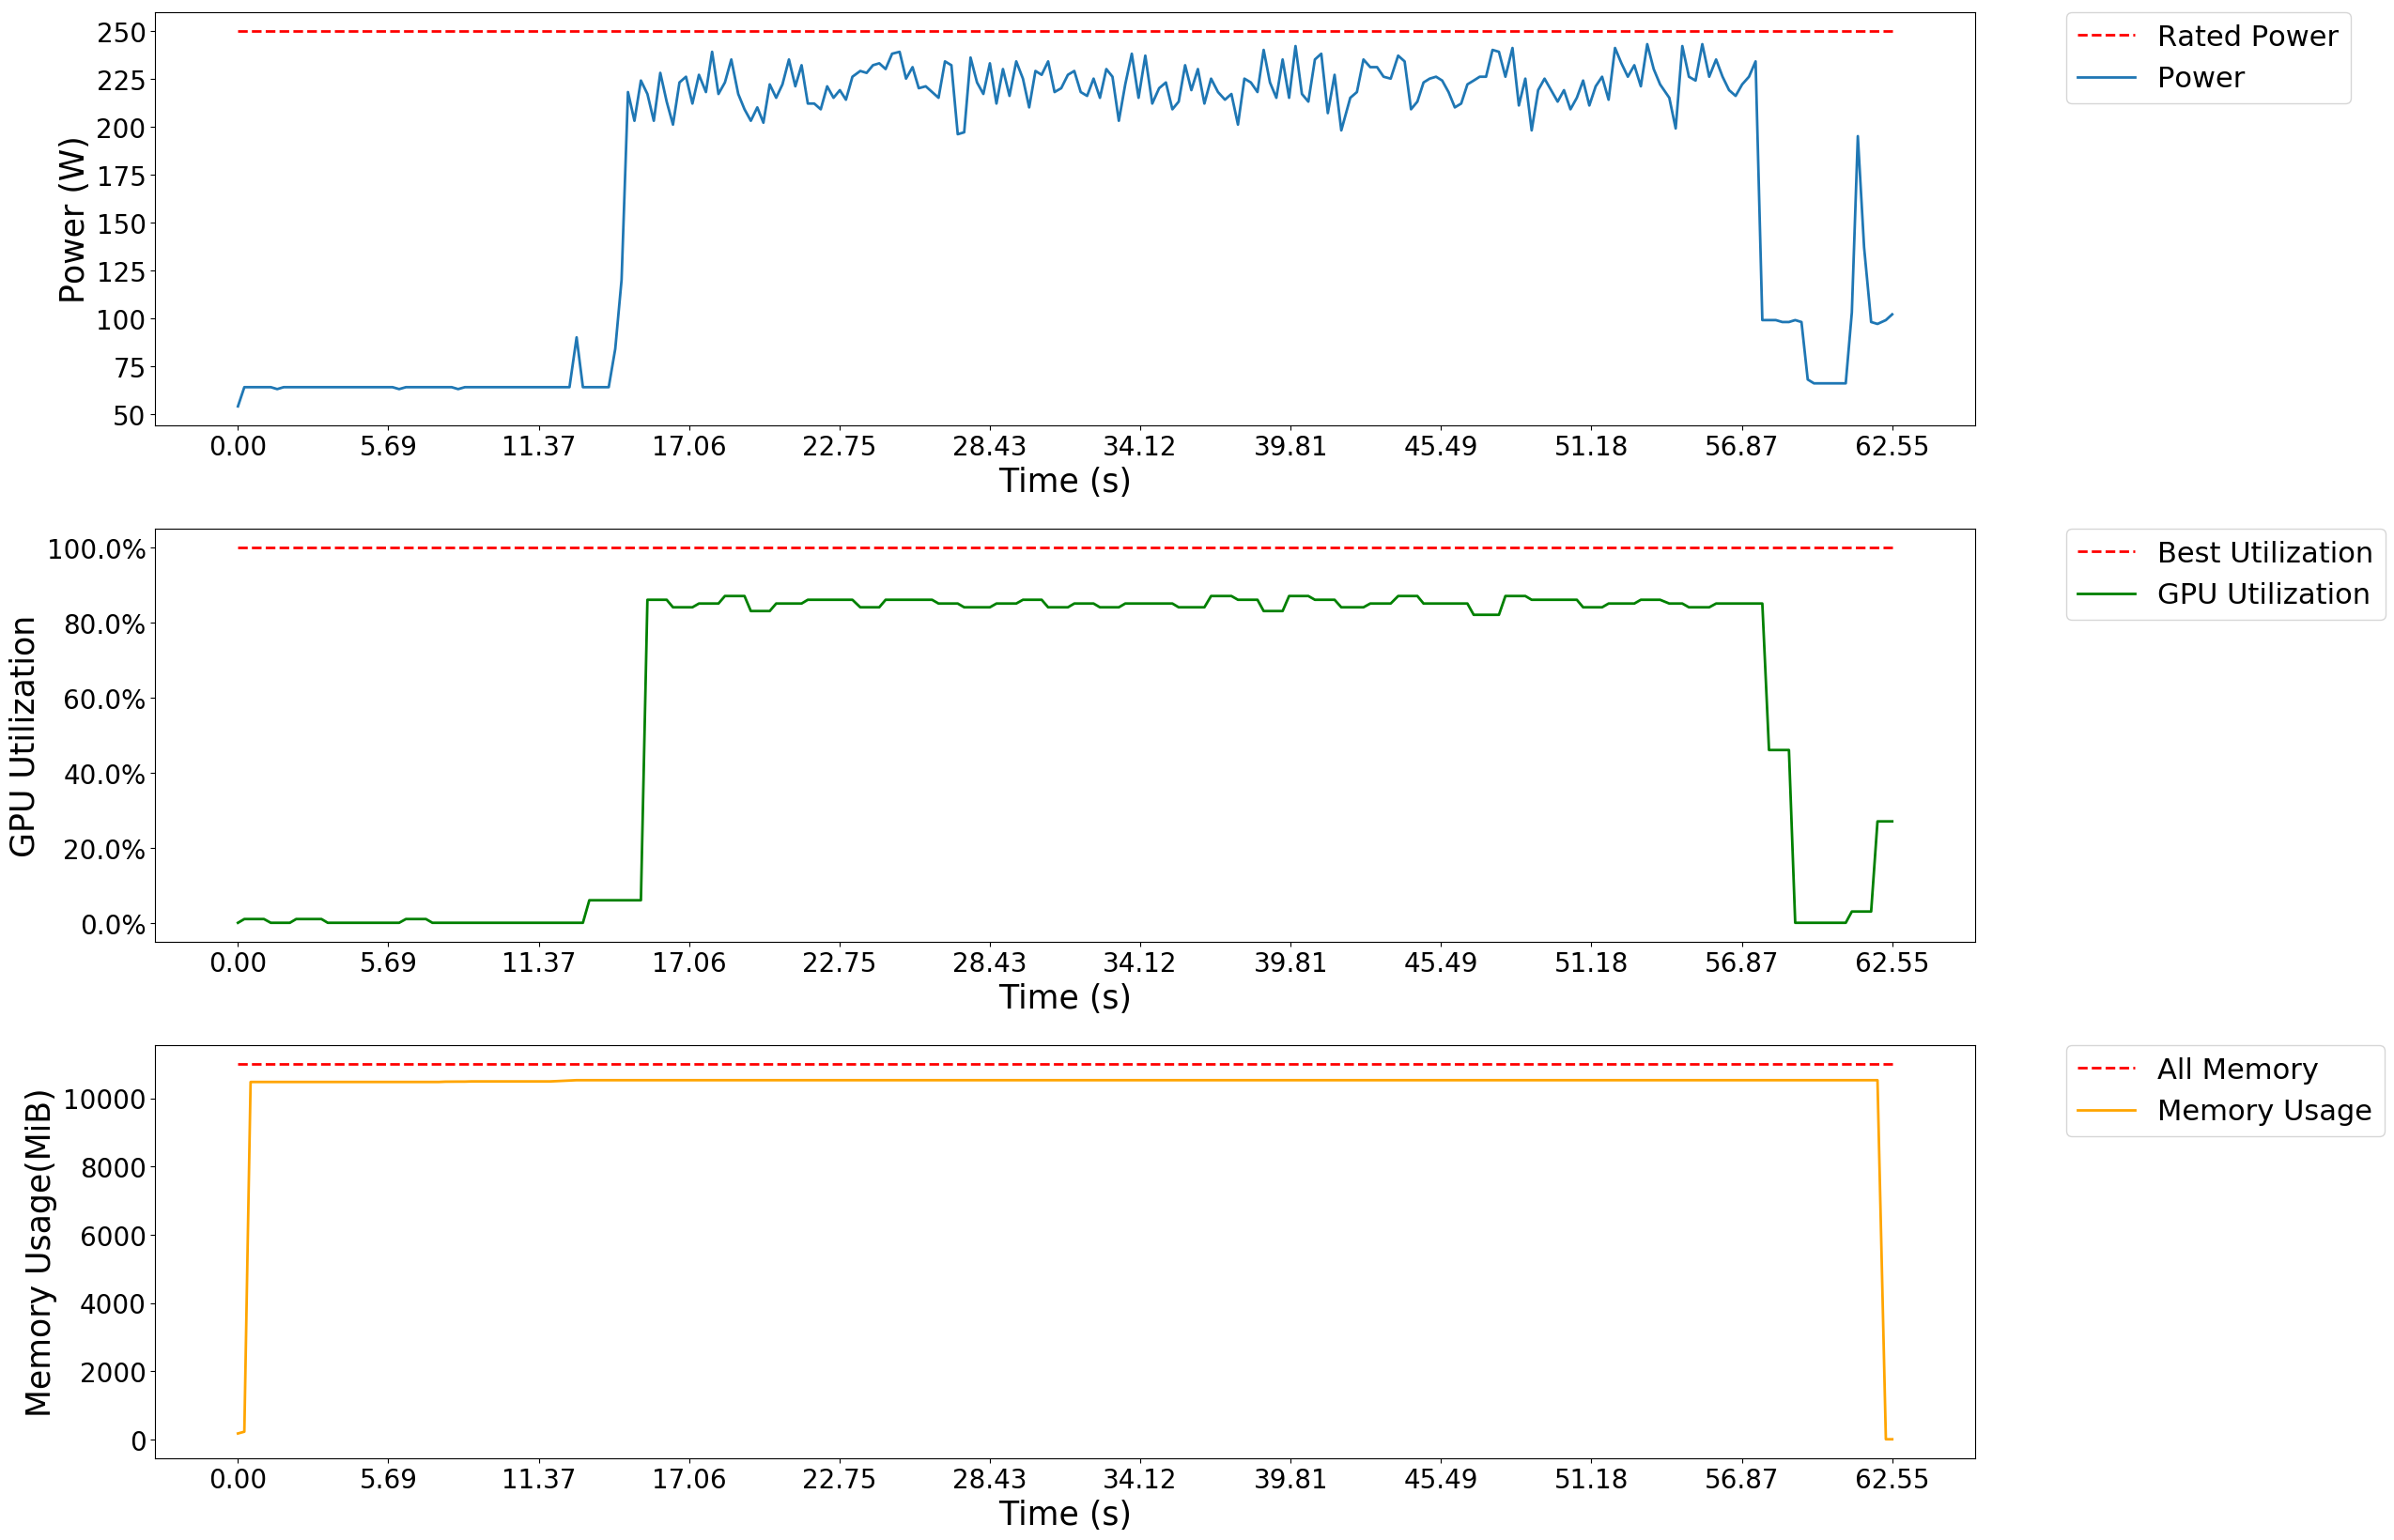 250
225
200
175
150
125
100
75
50
Power (W)
0.00 5.69 11.37 17.06 22.75 28.43 34.12 39.81 45.49 51.18 56.87 62.55
Time (s)
Rated Power
Power
100.0%
80.0%
60.0%
40.0%
20.0%
0.0%
GPU Utilization
0.00 5.69 11.37 17.06 22.75 28.43 34.12 39.81 45.49 51.18 56.87 62.55
Time (s)
Best Utilization
GPU Utilization
10000
8000
6000
4000
2000
0
Memory Usage(MiB)
0.00 5.69 11.37 17.06 22.75 28.43 34.12 39.81 45.49 51.18 56.87 62.55
Time (s)
All Memory
Memory Usage